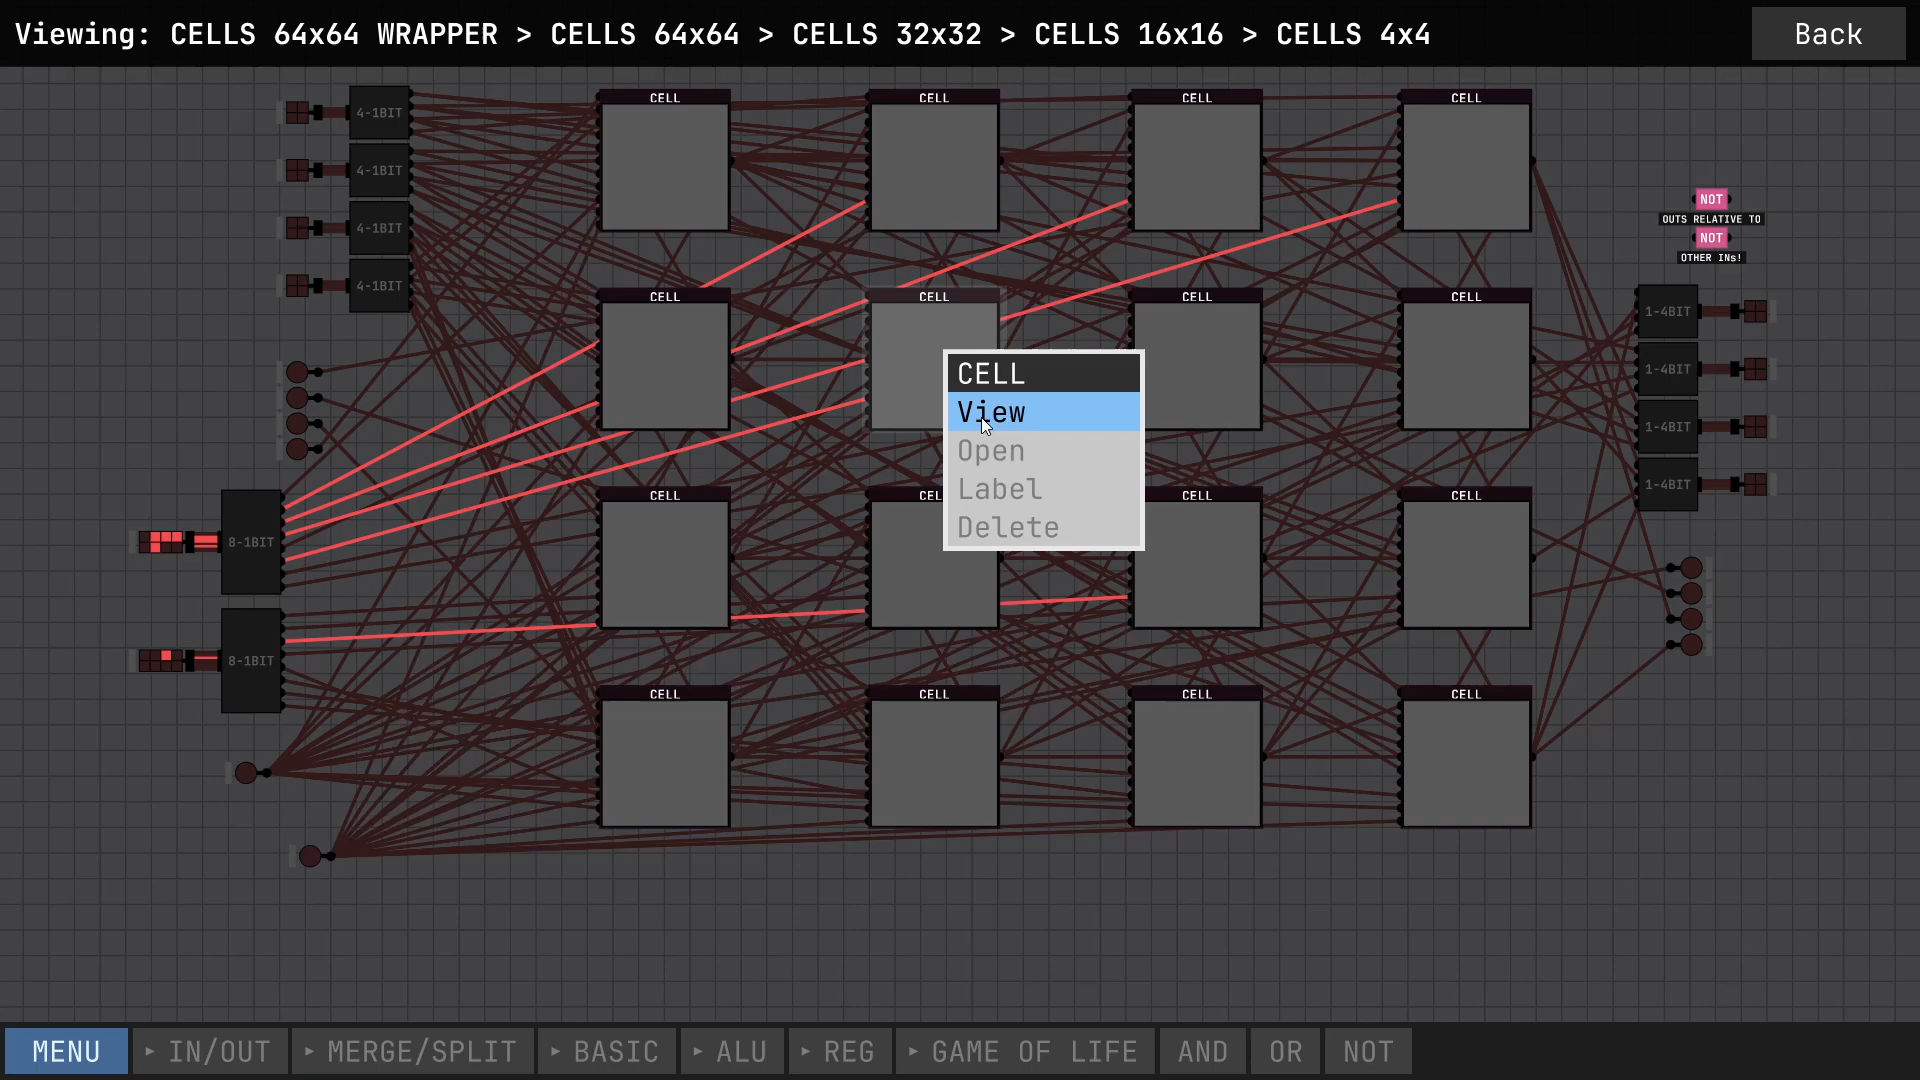 Viewing: CELLS 64x64 WRAPPER > CELLS 64x64 > CELLS 32x32 > CELLS 16x16 > CELLS 4x4
Back
4-1BIT
4-1BIT
4-1BIT
4-1BIT
8-1BIT
8-1BIT
CELL CELL CELL CELL
CELL CELL CELL CELL
CELL
View
Open
Label
Delete
CELL CELL CELL
CELL CELL CELL CELL
NOT
OUTS RELATIVE TO
NOT
OTHER INs!
1-4BIT
1-4BIT
1-4BIT
1-4BIT
MENU IN/OUT MERGE/SPLIT BASIC ALU REG GAME OF LIFE AND OR NOT